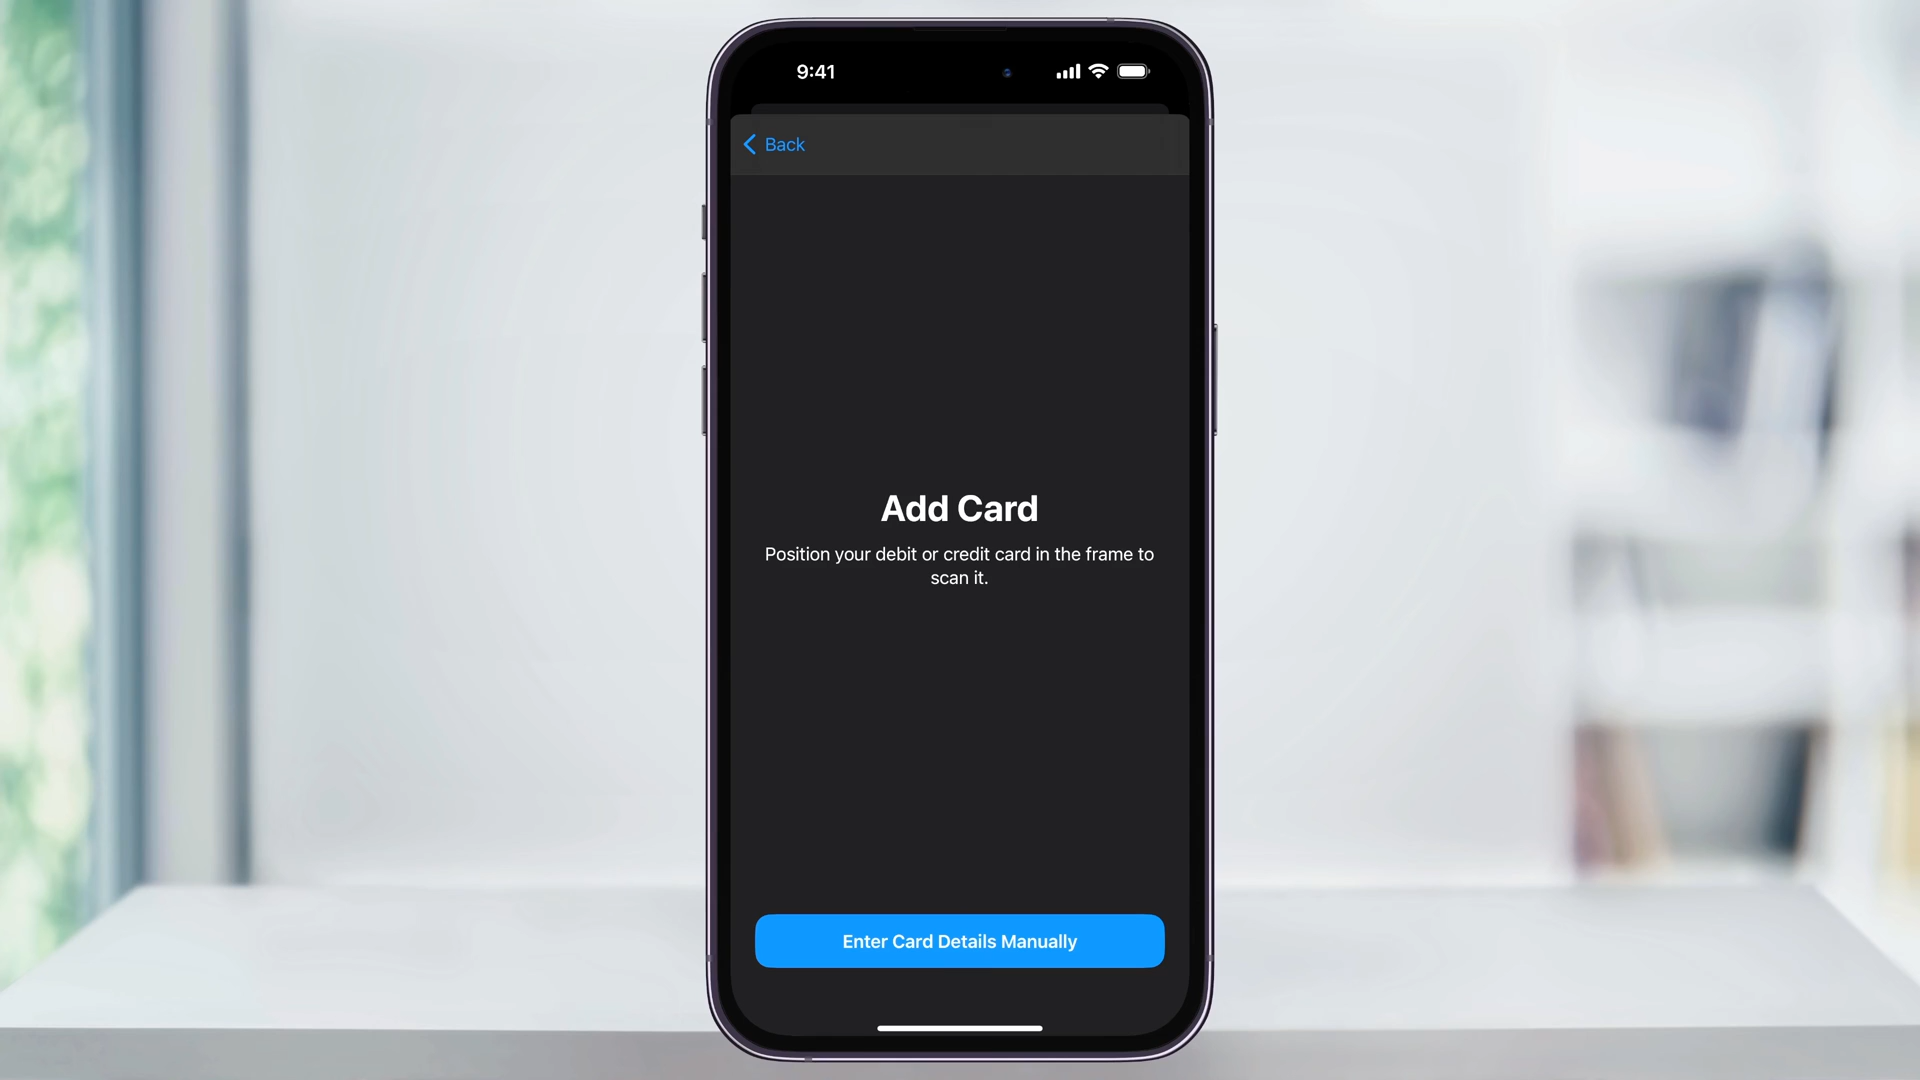 9:41
Back
Add Card
Position your debit or credit card in the frame to
scan it.
Enter Card Details Manually